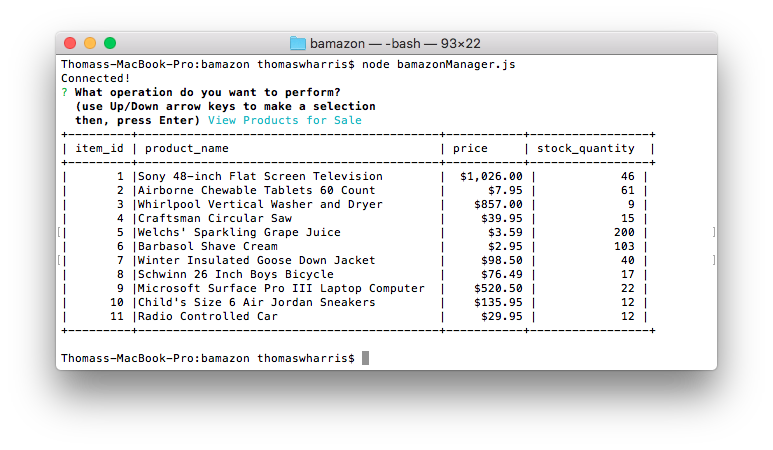 bamazon — -bash — 93×22
Thomass-MacBook-Pro:bamazon thomaswharris$ node bamazonManager.js
Connected!
? What operation do you want to perform?
  (use Up/Down arrow keys to make a selection
  then, press Enter) View Products for Sale
+---------+-------------------------------------------+-----------+-----------------+
| item_id | product_name                              | price     | stock_quantity  |
+---------+-------------------------------------------+-----------+-----------------+
|       1 |Sony 48-inch Flat Screen Television        | $1,026.00 |             46 |
|       2 |Airborne Chewable Tablets 60 Count         |     $7.95 |             61 |
|       3 |Whirlpool Vertical Washer and Dryer        |   $857.00 |              9 |
|       4 |Craftsman Circular Saw                     |    $39.95 |             15 |
[|       5 |Welchs' Sparkling Grape Juice              |     $3.59 |            200 |         ]
|       6 |Barbasol Shave Cream                       |     $2.95 |            103 |
[|       7 |Winter Insulated Goose Down Jacket         |    $98.50 |             40 |         ]
|       8 |Schwinn 26 Inch Boys Bicycle               |    $76.49 |             17 |
|       9 |Microsoft Surface Pro III Laptop Computer  |   $520.50 |             22 |
|      10 |Child's Size 6 Air Jordan Sneakers         |   $135.95 |             12 |
|      11 |Radio Controlled Car                       |    $29.95 |             12 |
+---------+-------------------------------------------+-----------+-----------------+
Thomass-MacBook-Pro:bamazon thomaswharris$